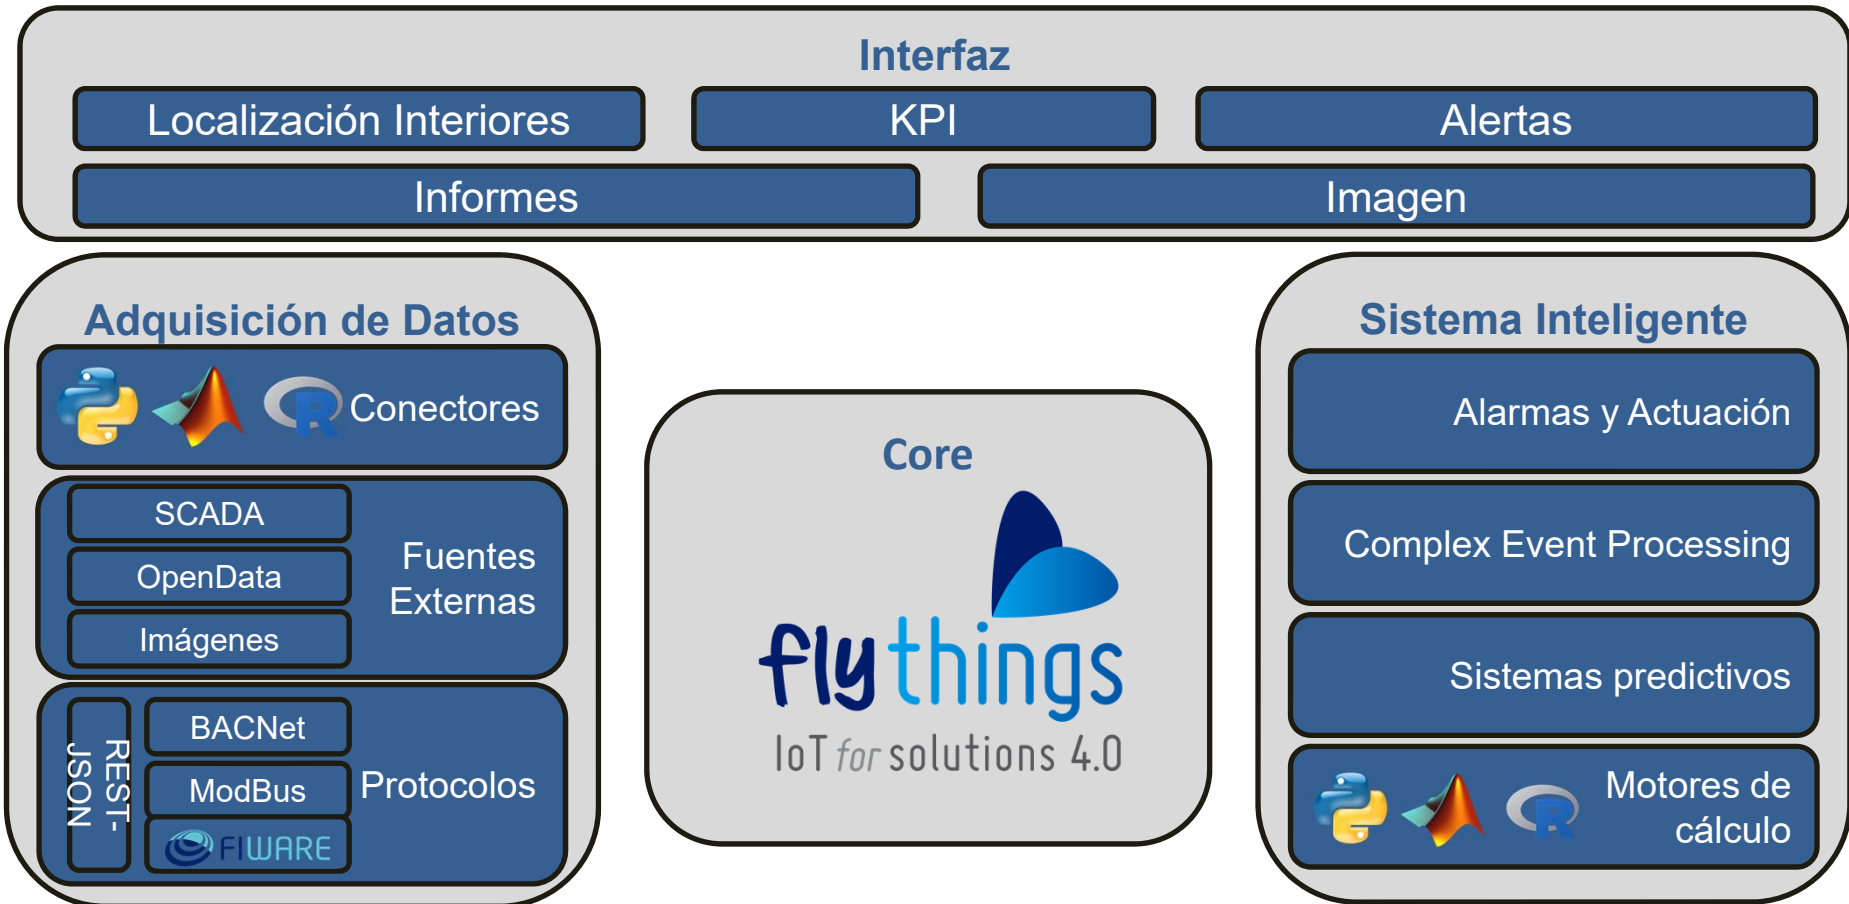 Interfaz
Localización Interiores
KPI
Alertas
Informes
Imagen
Adquisición de Datos
R
Conectores
SCADA
OpenData
Imágenes
Fuentes
Externas
REST-
JSON
BACNet
ModBus
FIWARE
Protocolos
Core
flythings
IoT for solutions 4.0
Sistema Inteligente
Alarmas y Actuación
Complex Event Processing
Sistemas predictivos
R
Motores de
cálculo